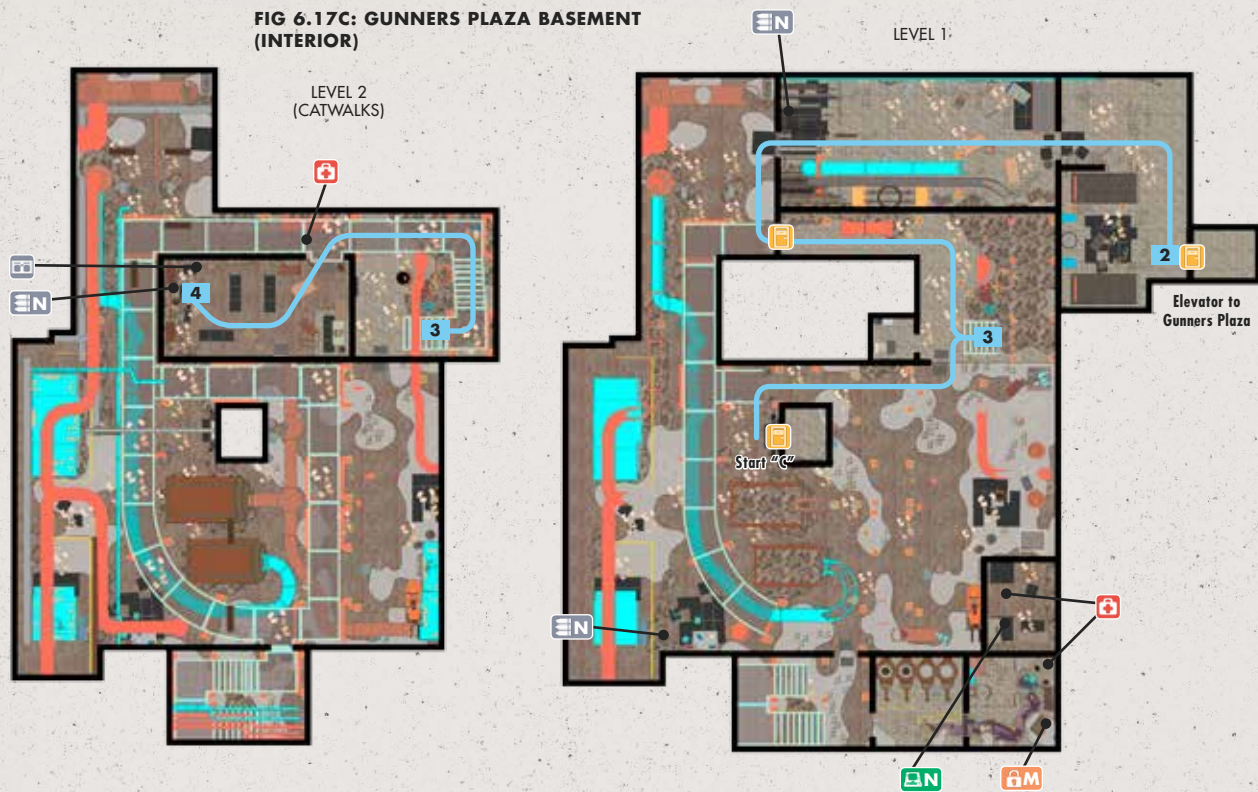 FIG 6.17C: GUNNERS PLAZA BASEMENT
(INTERIOR)
LEVEL 2
(CATWALKS)
N
4
3
N
LEVEL 1
2
Elevator to
Gunners Plaza
3
Start "C"
N
N
M